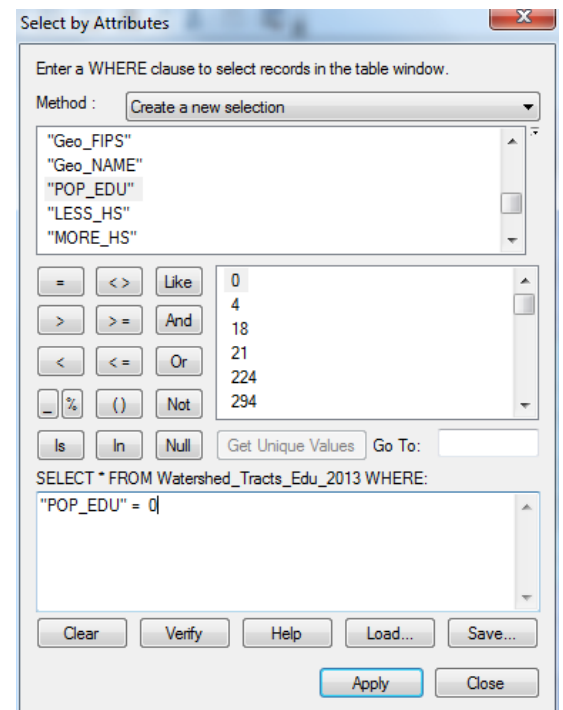 Select by Attributes
Enter a WHERE clause to select records in the table window.
Method : Create a new selection
"Geo_FIPS"
"Geo_NAME"
"POP_EDU"
"LESS_HS"
"MORE_HS"
= < > Like 0
4
> > = And 18
21
< < = Or 224
_ % () Not 294
Is In Null Get Unique Values Go To:
SELECT * FROM Watershed_Tracts_Edu_2013 WHERE:
"POP_EDU" = 0
Clear Verify Help Load... Save...
Apply Close